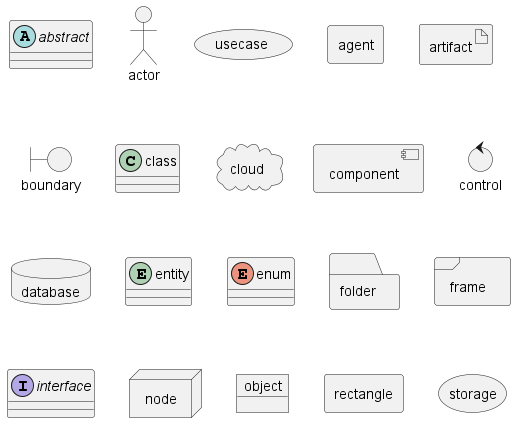 A abstract
actor
usecase
agent
artifact
boundary
C class
cloud
component
control
database
E entity
E enum
folder
frame
I interface
node
object
rectangle
storage